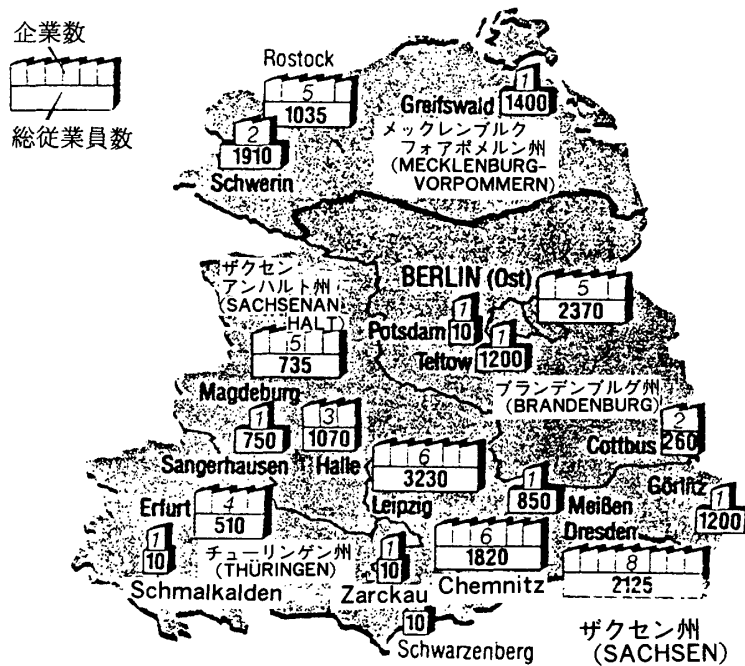 企業数
総従業員数
Rostock
5
1035
2
1910
Schwerin
1
Greifswald 1400
メックレンブルク
フォアポメルン州
(MECKLENBURG-
VORPOMMERN)
ザクセン
アンハルト州
(SACHSENAN
HALT)
5
735
Magdeburg
BERLIN (Ost)
5
2370
1
Potsdam 10
1
Teltow 1200
ブランデンブルグ州
(BRANDENBURG)
2
Cottbus 260
1
750
Sangerhausen
3
1070
Halle
6
3230
Leipzig
1
850
Meißen
Görlitz
1
1200
Dresden
8
2125
Erfurt
4
510
1
10
Schmalkalden
チューリンゲン州
(THÜRINGEN)
1
10
Zarckau
6
1820
Chemnitz
10
Schwarzenberg
ザクセン州
(SACHSEN)